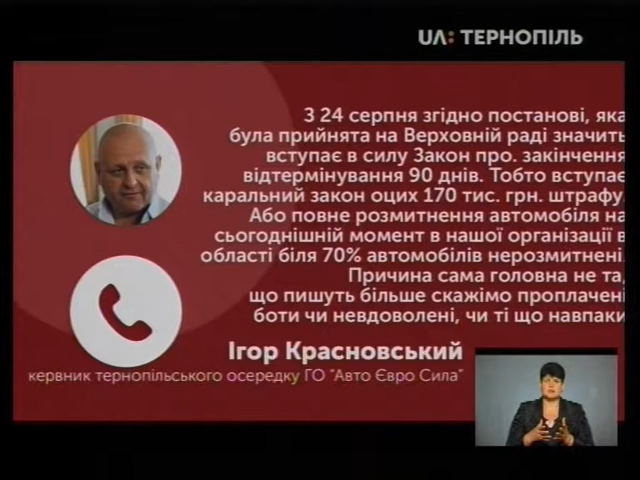 UA: ТЕРНОПІЛЬ
З 24 серпня згідно постанові, яка
була прийнята на Верховній раді значить
вступає в силу Закон про. закінчення
відтермінування 90 днів. Тобто вступає
каральний закон оцих 170 тис. грн. штрафу.
Або повне розмитнення автомобіля на
сьогоднішній момент в нашої організації в
області біля 70% автомобілів нерозмитнені.
Причина сама головна не та,
що пишуть більше скажімо проплачені
боти чи невдоволені, чи ті що навпаки
Ігор Красновський
кервник тернопільського осередку ГО "Авто Євро Сила"